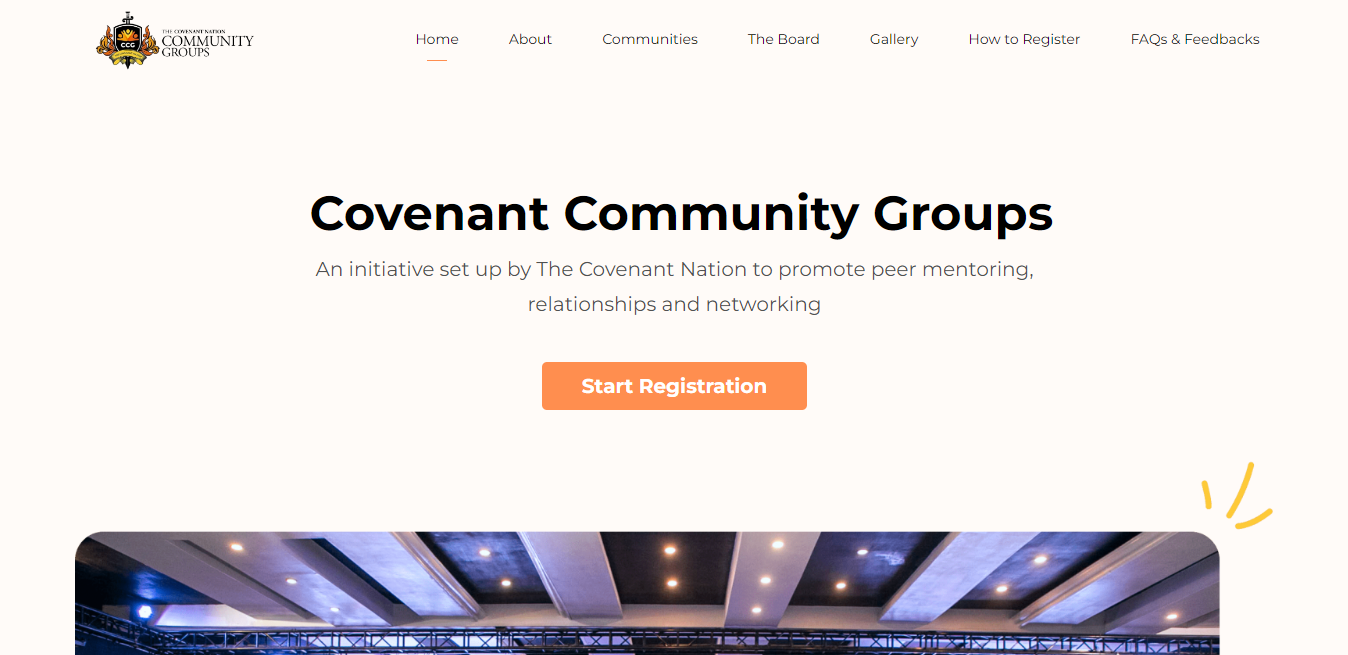 CCG
THE COVENANT NATION
COMMUNITY
GROUPS
Home
About
Communities
The Board
Gallery
How to Register
FAQs & Feedbacks
Covenant Community Groups
An initiative set up by The Covenant Nation to promote peer mentoring,
relationships and networking
Start Registration